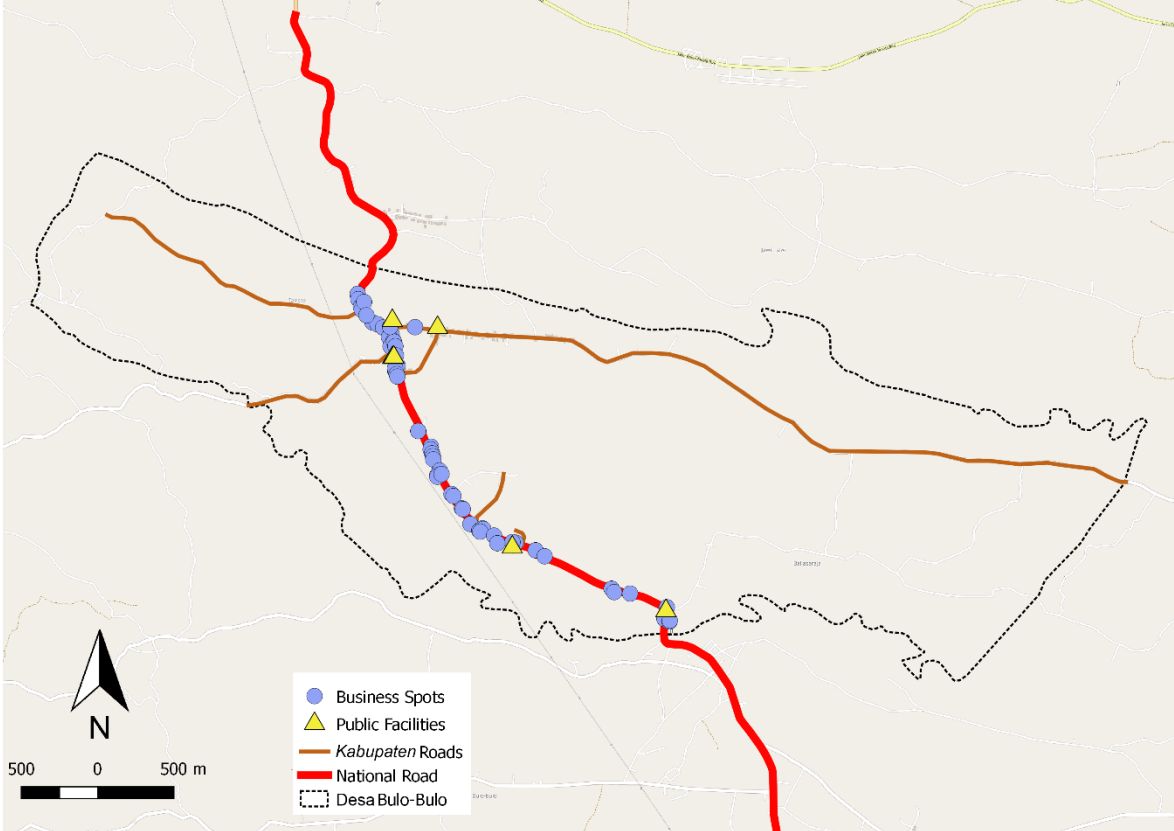 N
500 0 500 m
Business Spots
Public Facilities
Kabupaten Roads
National Road
Desa Bulo-Bulo